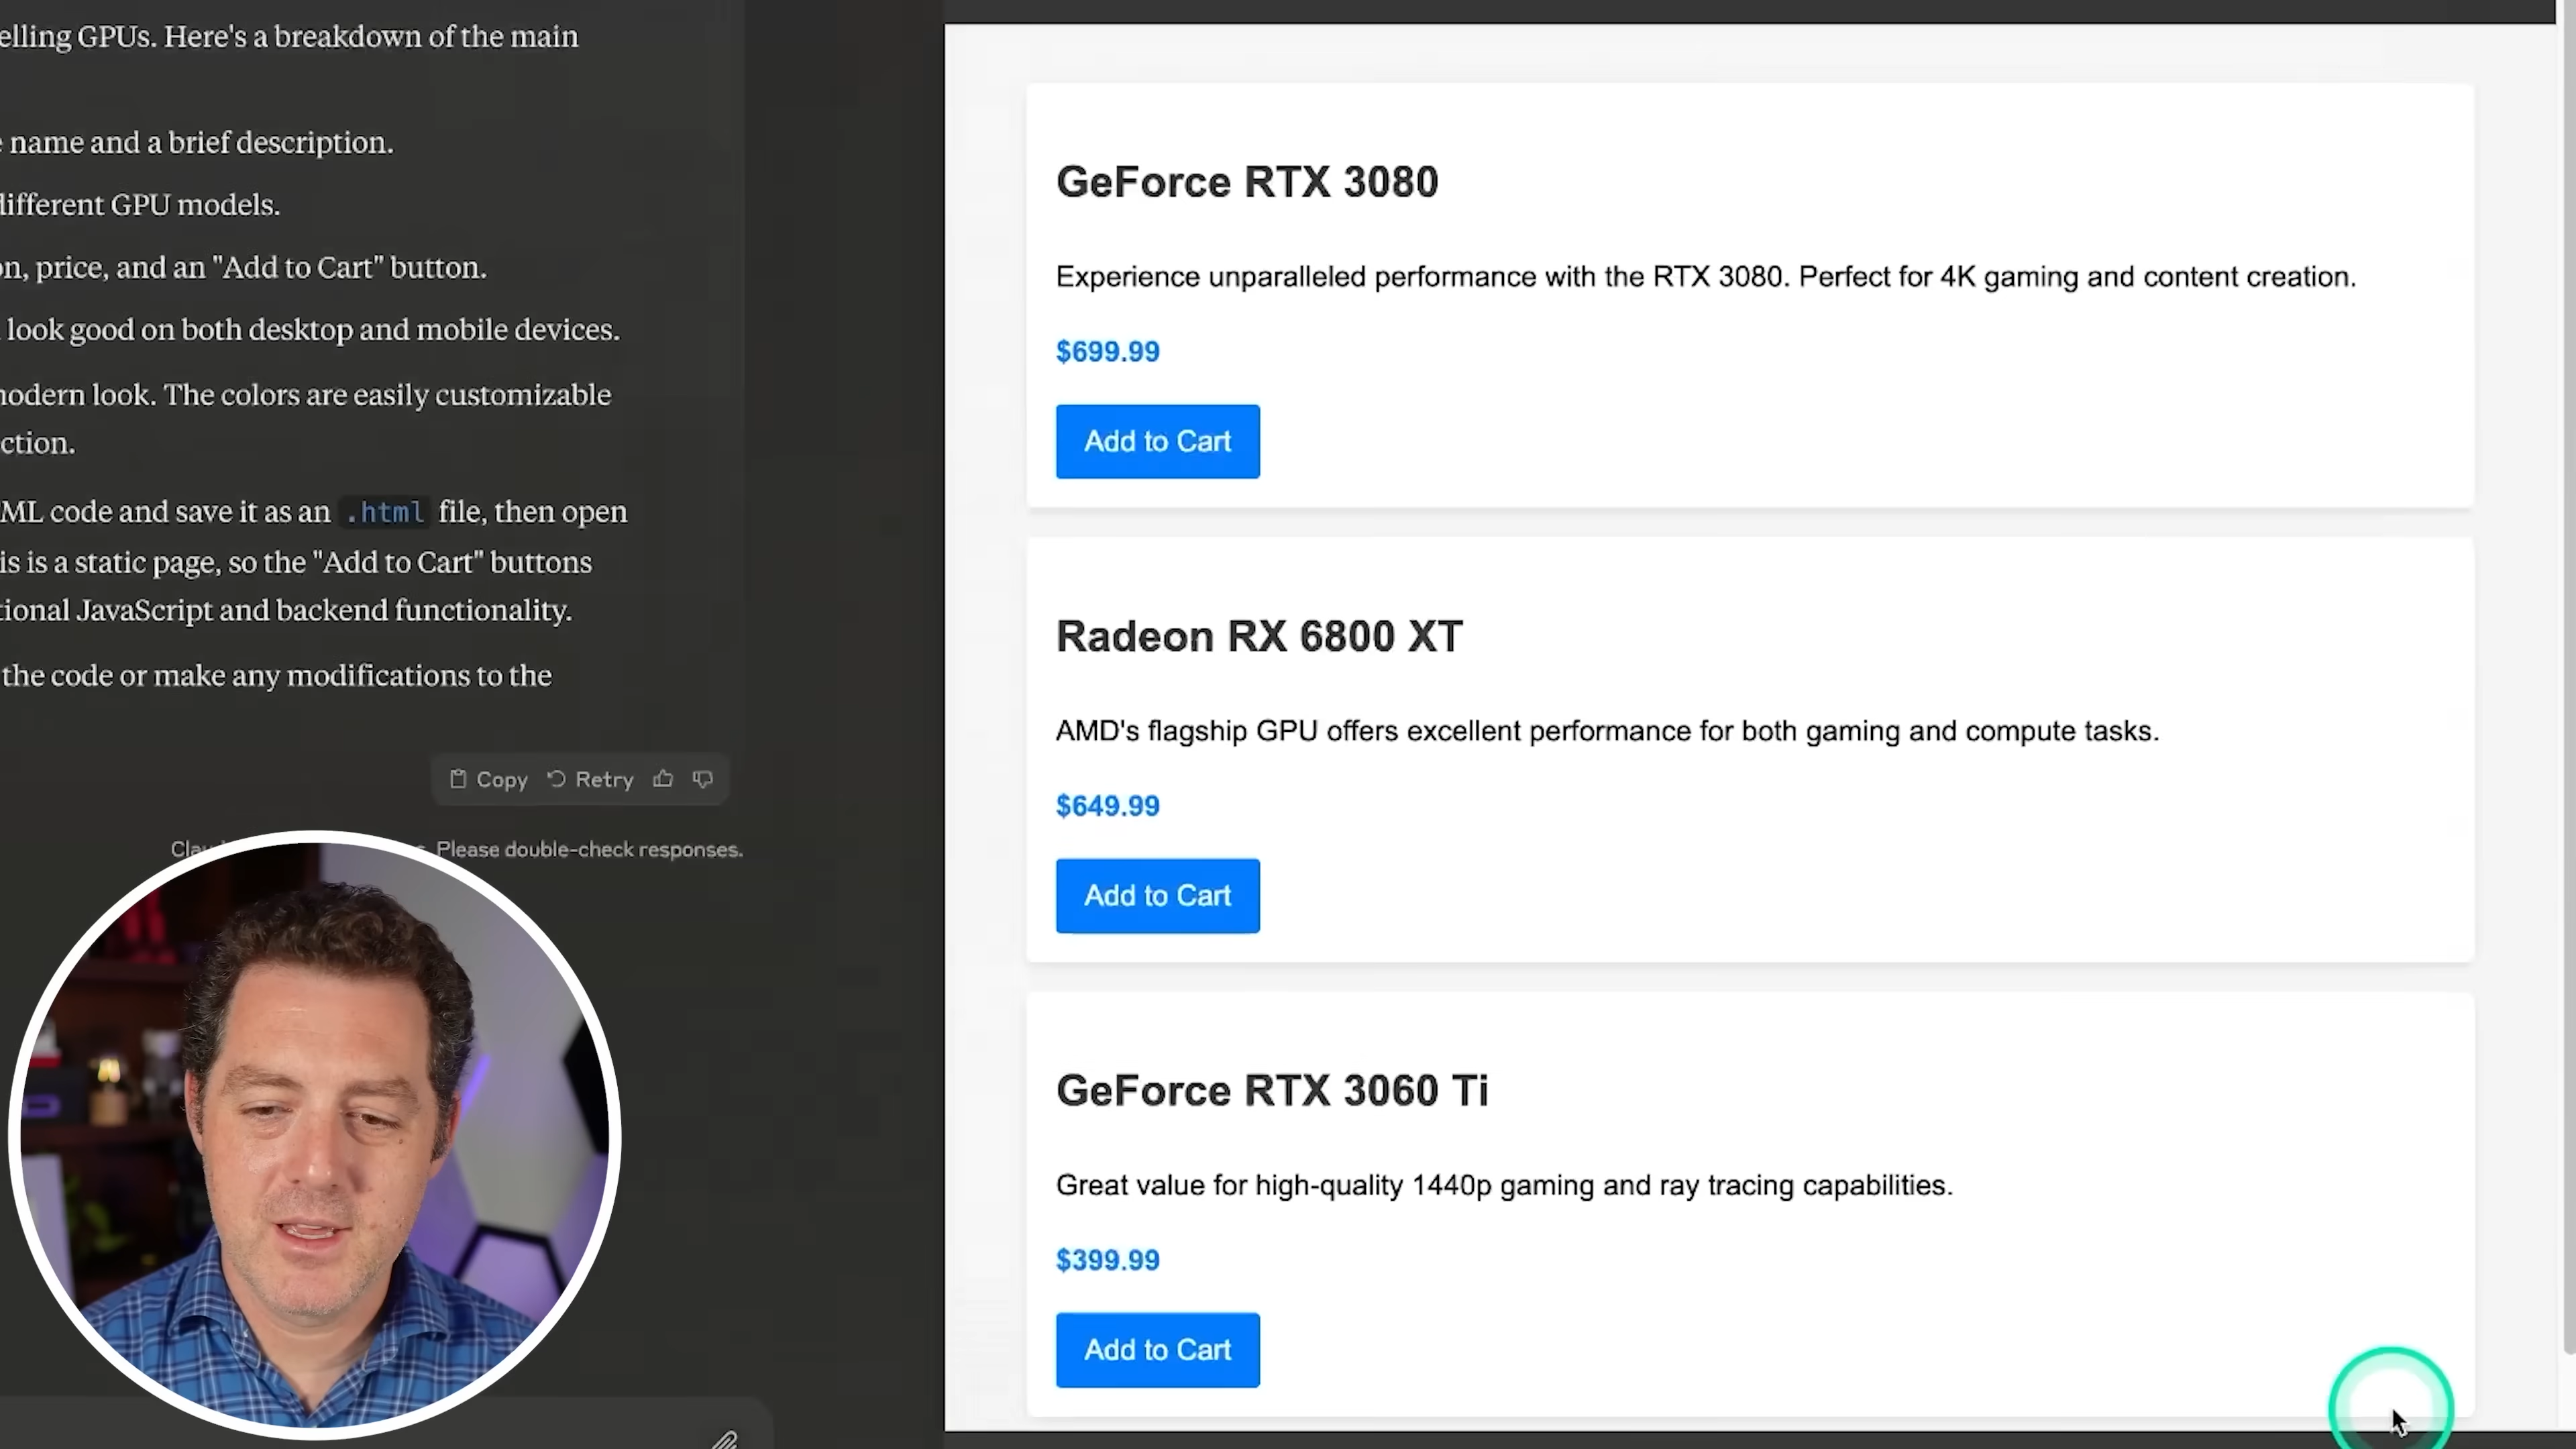 elling GPUs. Here's a breakdown of the main
name and a brief description.
different GPU models.
on, price, and an "Add to Cart" button.
look good on both desktop and mobile devices.
modern look. The colors are easily customizable
ction.
ML code and save it as an .html file, then open
is is a static page, so the "Add to Cart" buttons
tional JavaScript and backend functionality.
the code or make any modifications to the
Copy Retry
Please double-check responses.
GeForce RTX 3080
Experience unparalleled performance with the RTX 3080. Perfect for 4K gaming and content creation.
$699.99
Add to Cart
Radeon RX 6800 XT
AMD's flagship GPU offers excellent performance for both gaming and compute tasks.
$649.99
Add to Cart
GeForce RTX 3060 Ti
Great value for high-quality 1440p gaming and ray tracing capabilities.
$399.99
Add to Cart